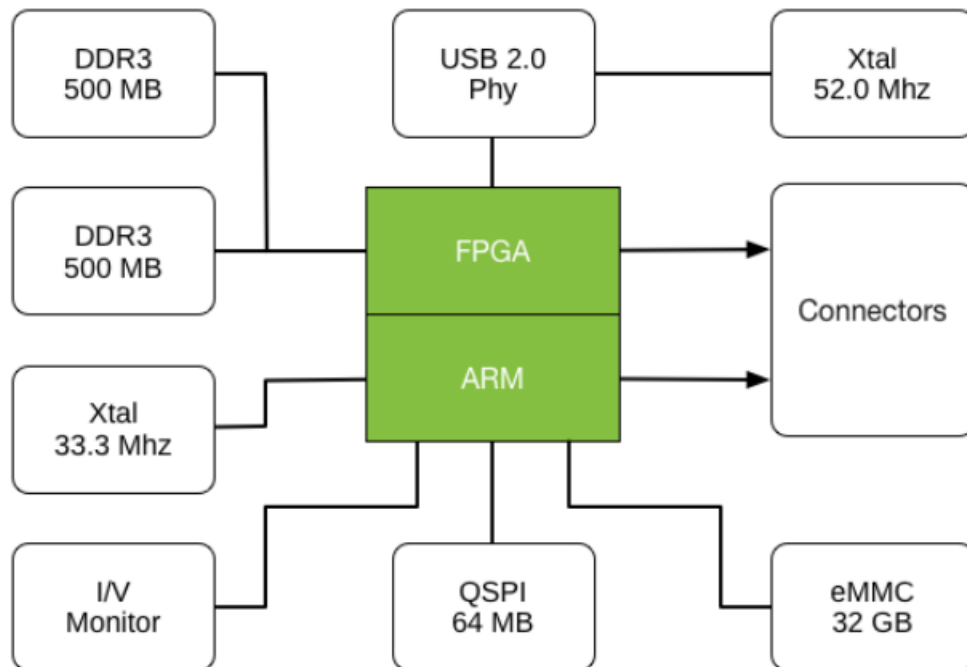 DDR3
500 MB
USB 2.0
Phy
Xtal
52.0 Mhz
DDR3
500 MB
FPGA
Connectors
ARM
Xtal
33.3 Mhz
I/V
Monitor
QSPI
64 MB
eMMC
32 GB